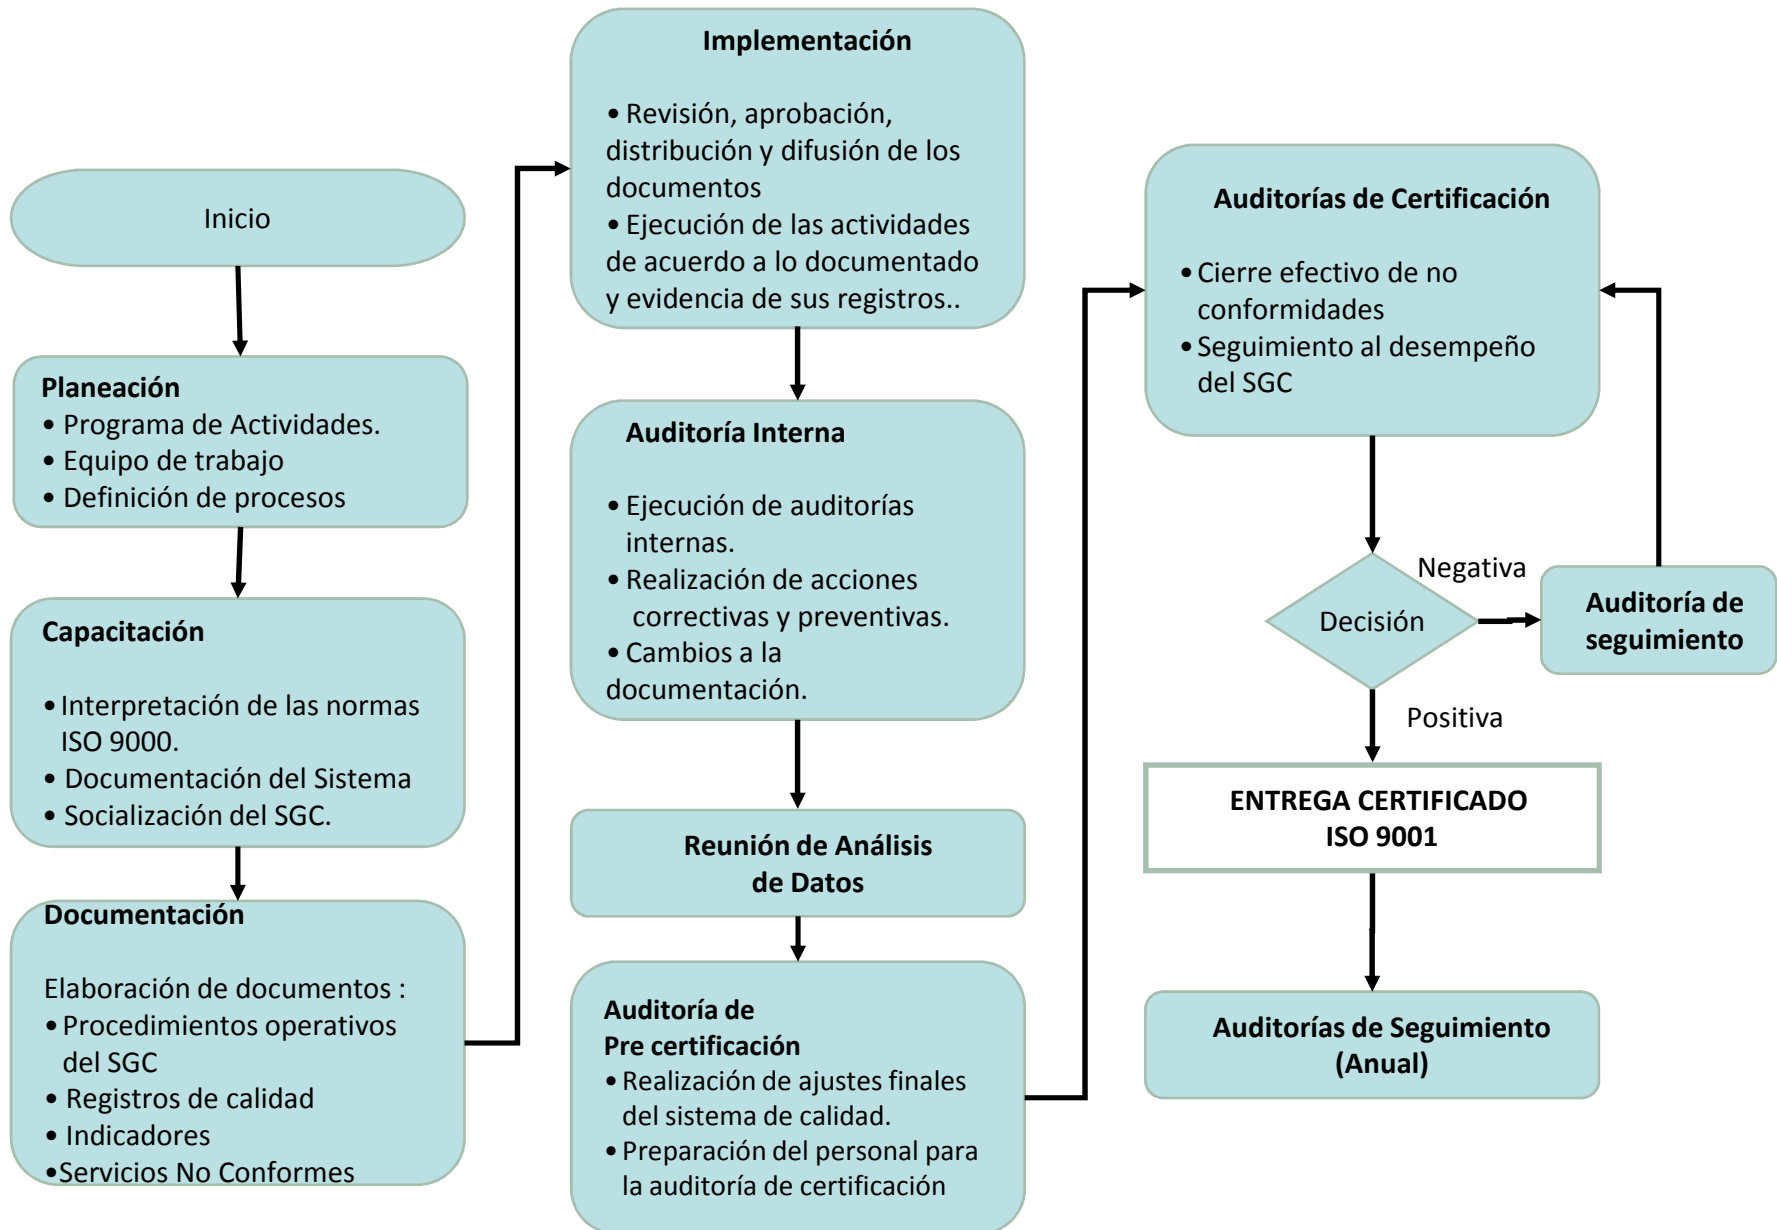 Inicio
Planeación
• Programa de Actividades.
• Equipo de trabajo
• Definición de procesos
Capacitación
• Interpretación de las normas
ISO 9000.
• Documentación del Sistema
• Socialización del SGC.
Documentación
Elaboración de documentos :
• Procedimientos operativos
del SGC
• Registros de calidad
• Indicadores
•Servicios No Conformes
Implementación
• Revisión, aprobación,
distribución y difusión de los
documentos
• Ejecución de las actividades
de acuerdo a lo documentado
y evidencia de sus registros..
Auditoría Interna
• Ejecución de auditorías
internas.
• Realización de acciones
correctivas y preventivas.
• Cambios a la
documentación.
Reunión de Análisis
de Datos
Auditoría de
Pre certificación
• Realización de ajustes finales
del sistema de calidad.
• Preparación del personal para
la auditoría de certificación
Auditorías de Certificación
• Cierre efectivo de no
conformidades
• Seguimiento al desempeño
del SGC
Decisión
Negativa
Auditoría de
seguimiento
Positiva
ENTREGA CERTIFICADO
ISO 9001
Auditorías de Seguimiento
(Anual)